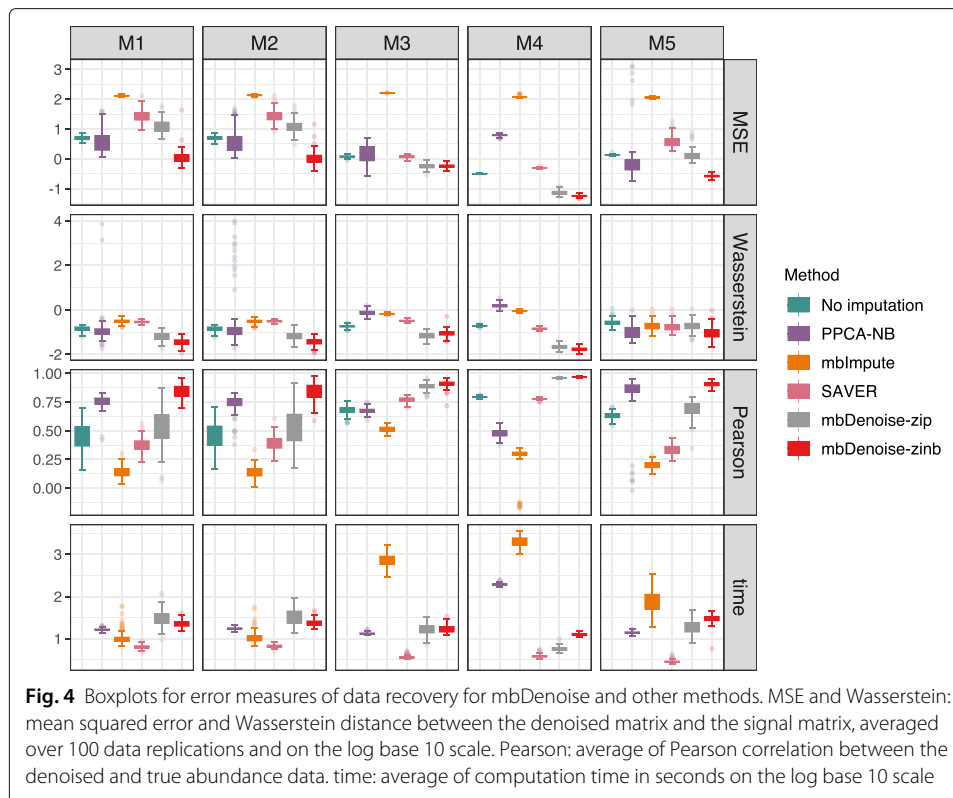 M1 M2 M3 M4 M5
3
2
1
0
-1
MSE
4
2
0
-2
Wasserstein
1.00
0.75
0.50
0.25
0.00
Pearson
3
2
1
time
Method
No imputation
PPCA-NB
mbImpute
SAVER
mbDenoise-zip
mbDenoise-zinb
Fig. 4 Boxplots for error measures of data recovery for mbDenoise and other methods. MSE and Wasserstein:
mean squared error and Wasserstein distance between the denoised matrix and the signal matrix, averaged
over 100 data replications and on the log base 10 scale. Pearson: average of Pearson correlation between the
denoised and true abundance data. time: average of computation time in seconds on the log base 10 scale